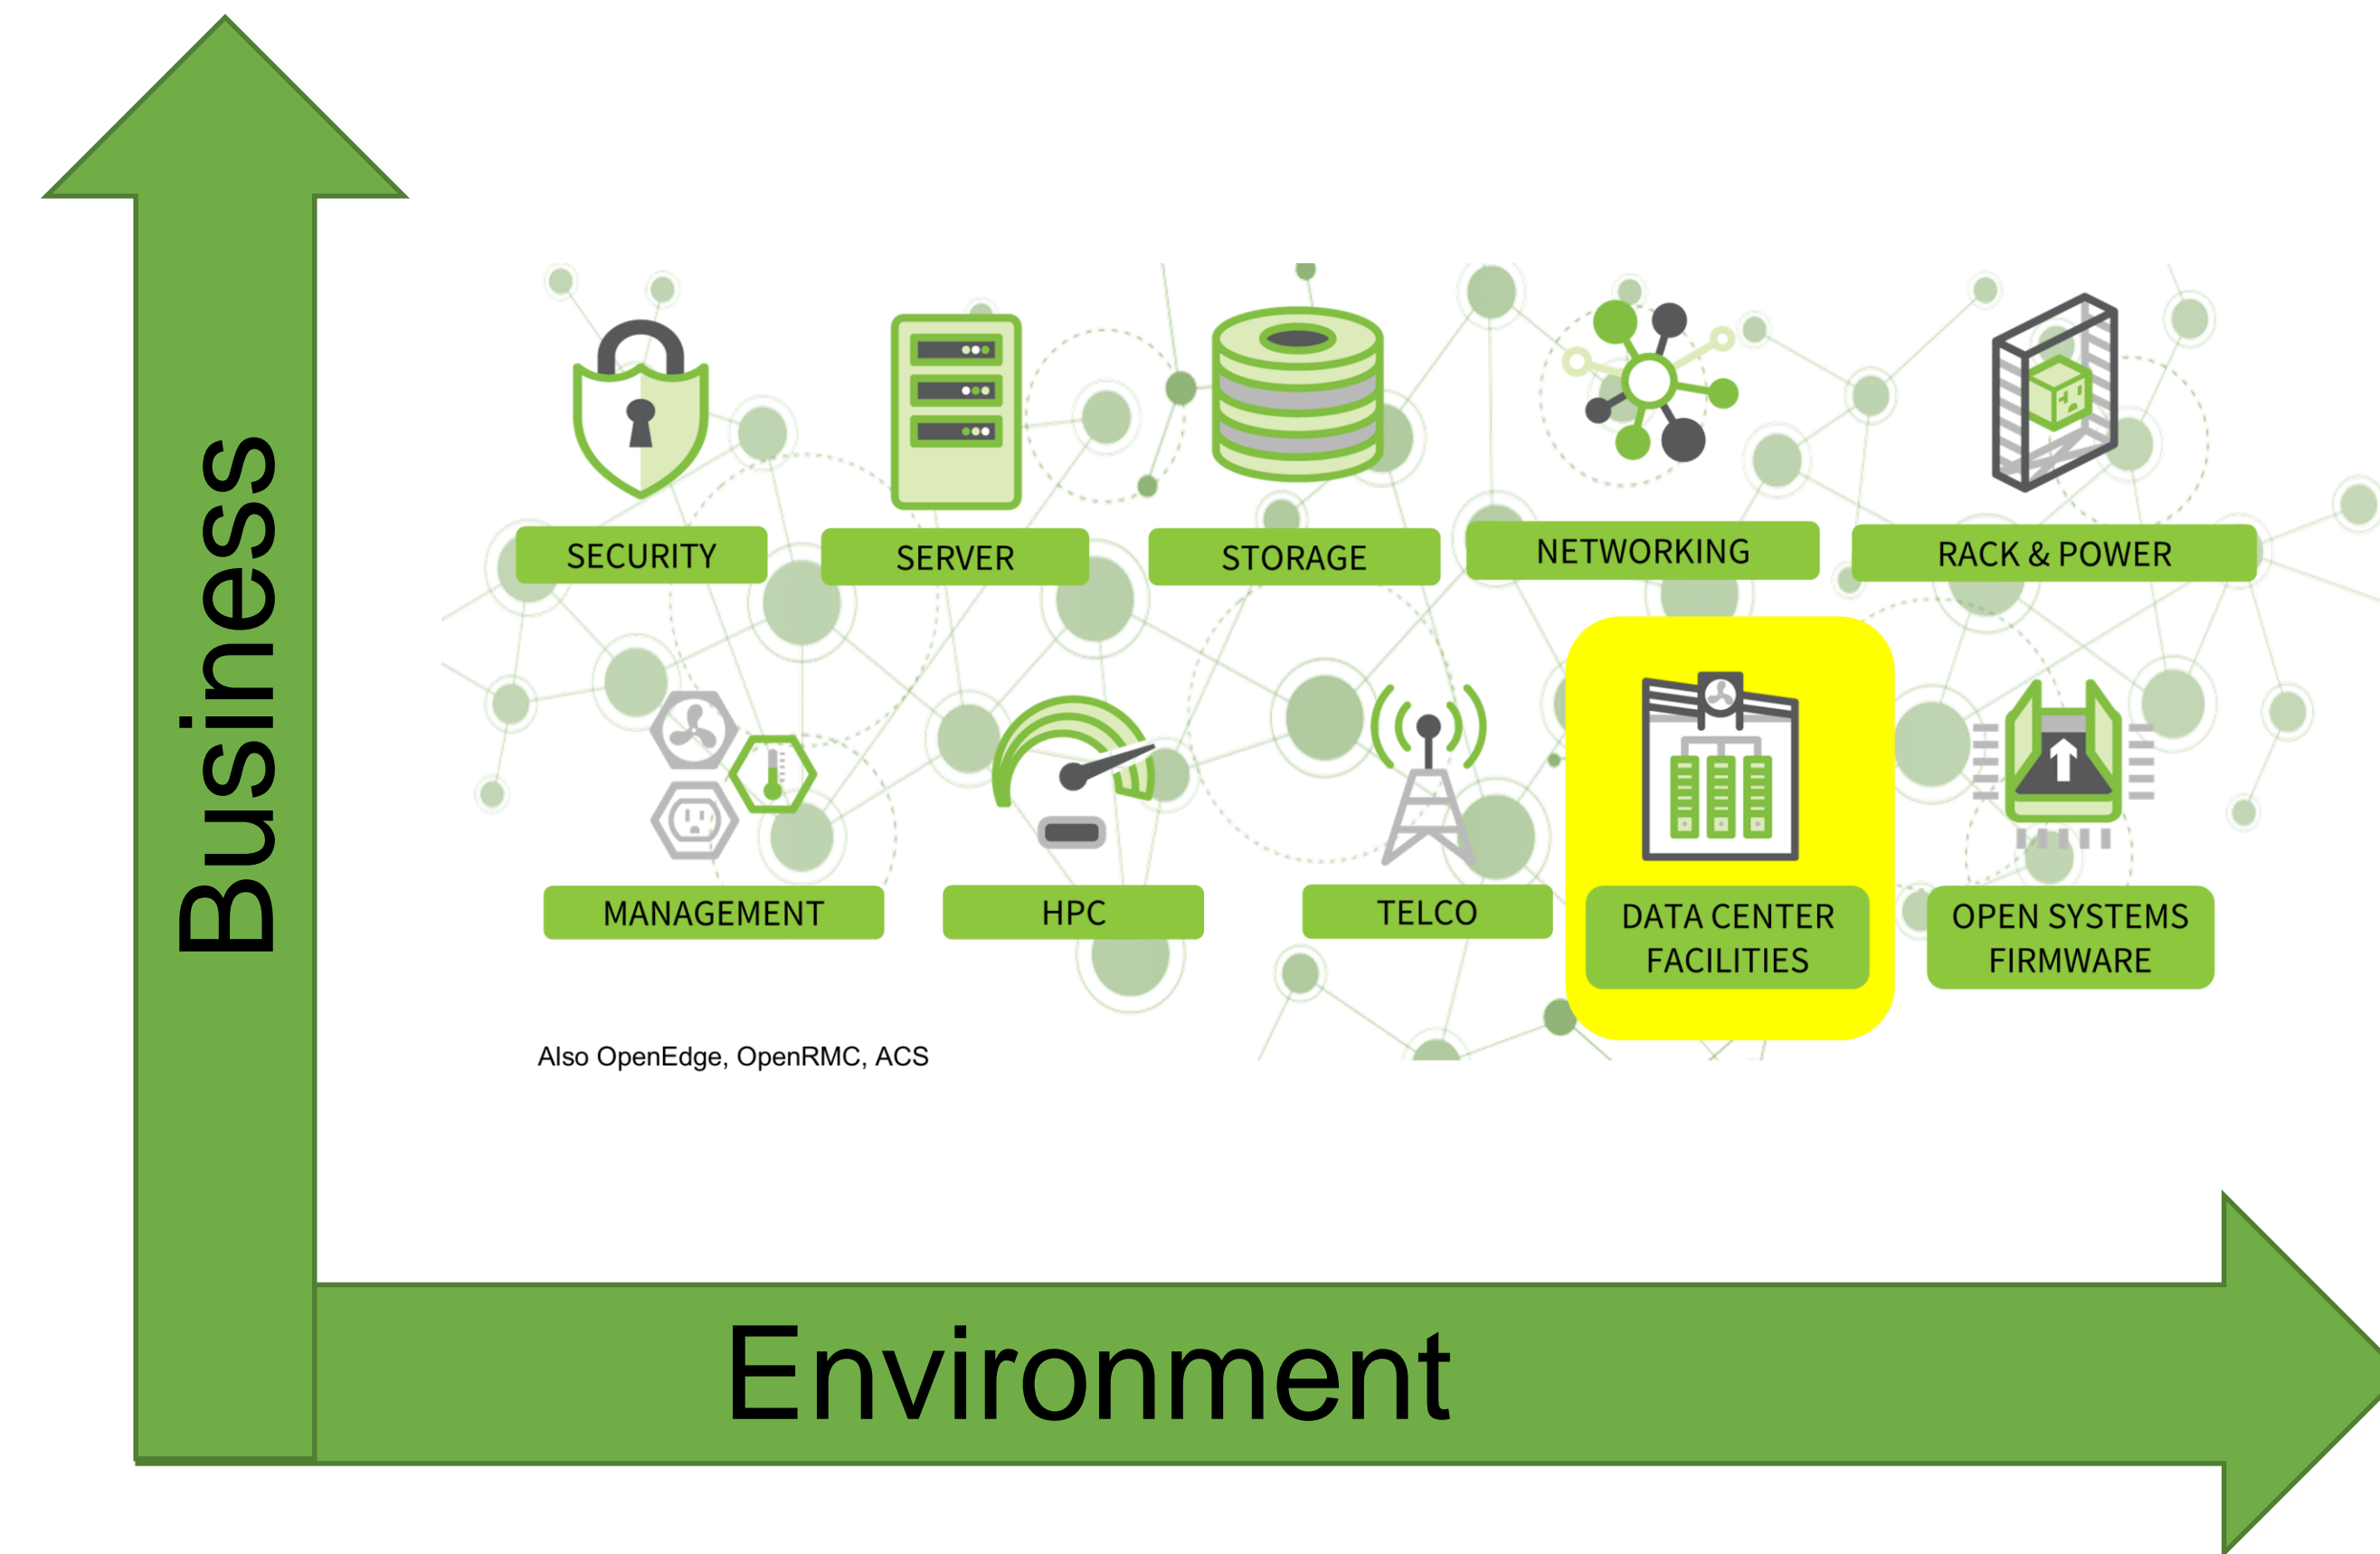 Business
SECURITY
SERVER
STORAGE
NETWORKING
RACK & POWER
MANAGEMENT
HPC
TELCO
DATA CENTER
FACILITIES
OPEN SYSTEMS
FIRMWARE
Also OpenEdge, OpenRMC, ACS
Environment